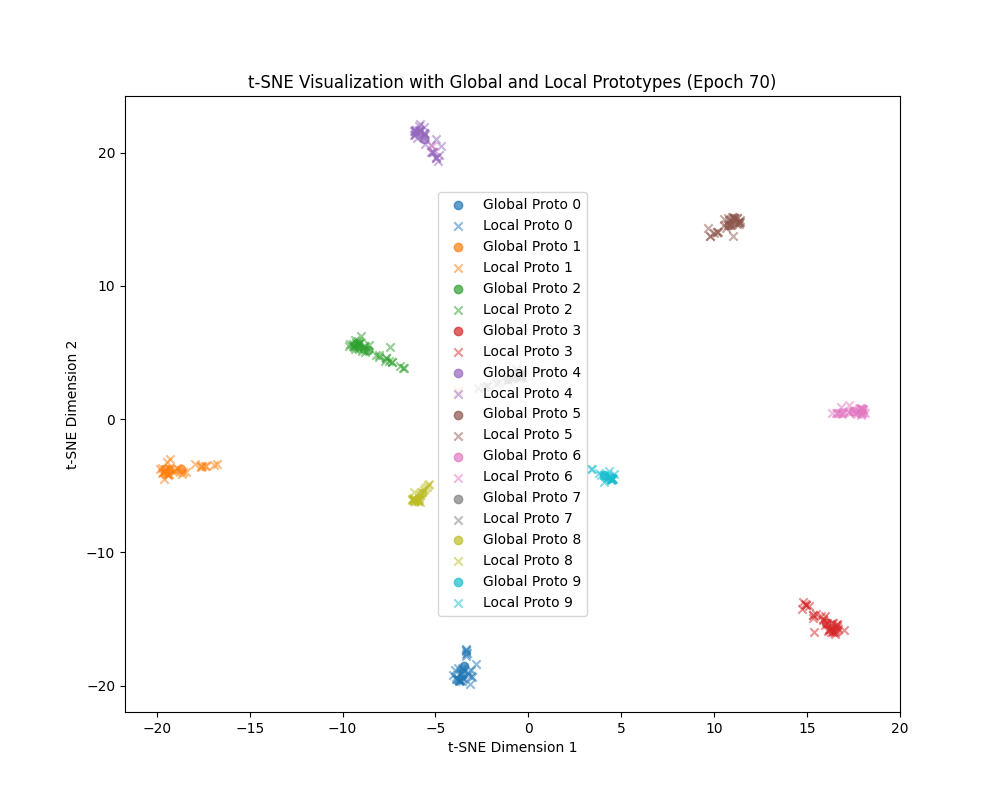 t-SNE Visualization with Global and Local Prototypes (Epoch 70)
t-SNE Dimension 2
20
10
0
−10
−20
Global Proto 0
Local Proto 0
Global Proto 1
Local Proto 1
Global Proto 2
Local Proto 2
Global Proto 3
Local Proto 3
Global Proto 4
Local Proto 4
Global Proto 5
Local Proto 5
Global Proto 6
Local Proto 6
Global Proto 7
Local Proto 7
Global Proto 8
Local Proto 8
Global Proto 9
Local Proto 9
−20 −15 −10 −5 0 5 10 15 20
t-SNE Dimension 1